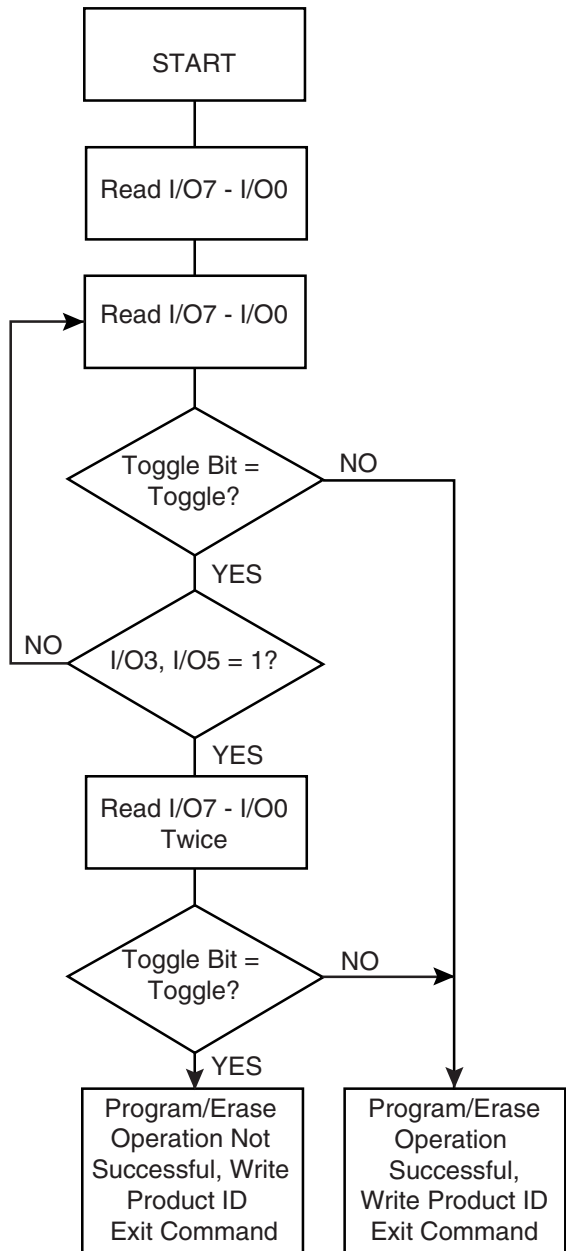 START
Read I/O7 - I/O0
Read I/O7 - I/O0
Toggle Bit =
Toggle?
NO
YES
NO
I/O3, I/O5 = 1?
YES
Read I/O7 - I/O0
Twice
Toggle Bit =
Toggle?
NO
YES
Program/Erase
Operation Not
Successful, Write
Product ID
Exit Command
Program/Erase
Operation
Successful,
Write Product ID
Exit Command